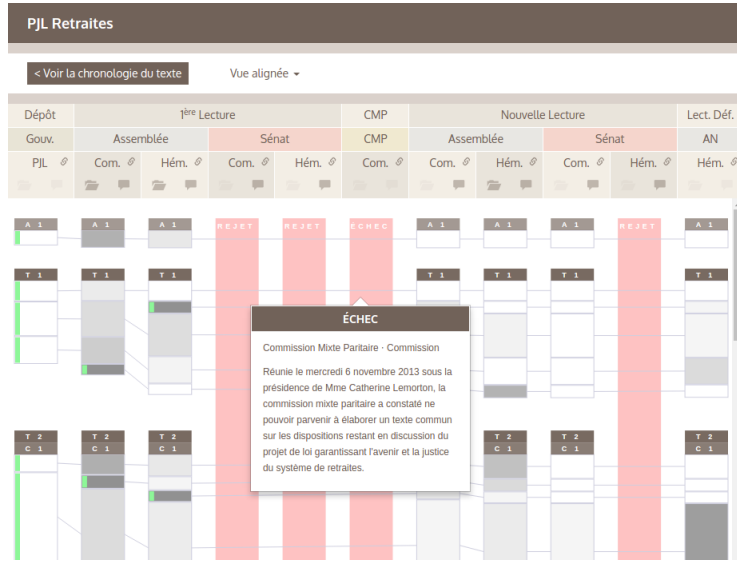 PJL Retraites
< Voir la chronologie du texte Vue alignée
Dépôt 1ère Lecture CMP Nouvelle Lecture Lect. Déf.
Gouv. Assemblée Sénat CMP Assemblée Sénat AN
PJL Com. Hém. Com. Hém. Com. Com. Hém. Com. Hém. Hém.
A 1 A 1 A 1 REJET REJET ECHEC A 1 A 1 A 1 REJET A 1
T 1 T 1 T 1 T 1 T 1 T 1 T 1
ÉCHEC
Commission Mixte Paritaire · Commission
Réunie le mercredi 6 novembre 2013 sous la
présidence de Mme Catherine Lemorton, la
commission mixte paritaire a constaté ne
pouvoir parvenir à élaborer un texte commun
sur les dispositions restant en discussion du
projet de loi garantissant l'avenir et la justice
du système de retraites.
T 2 T 2 T 2 T 2 T 2 T 2
C 1 C 1 C 1 C 1 C 1 C 1